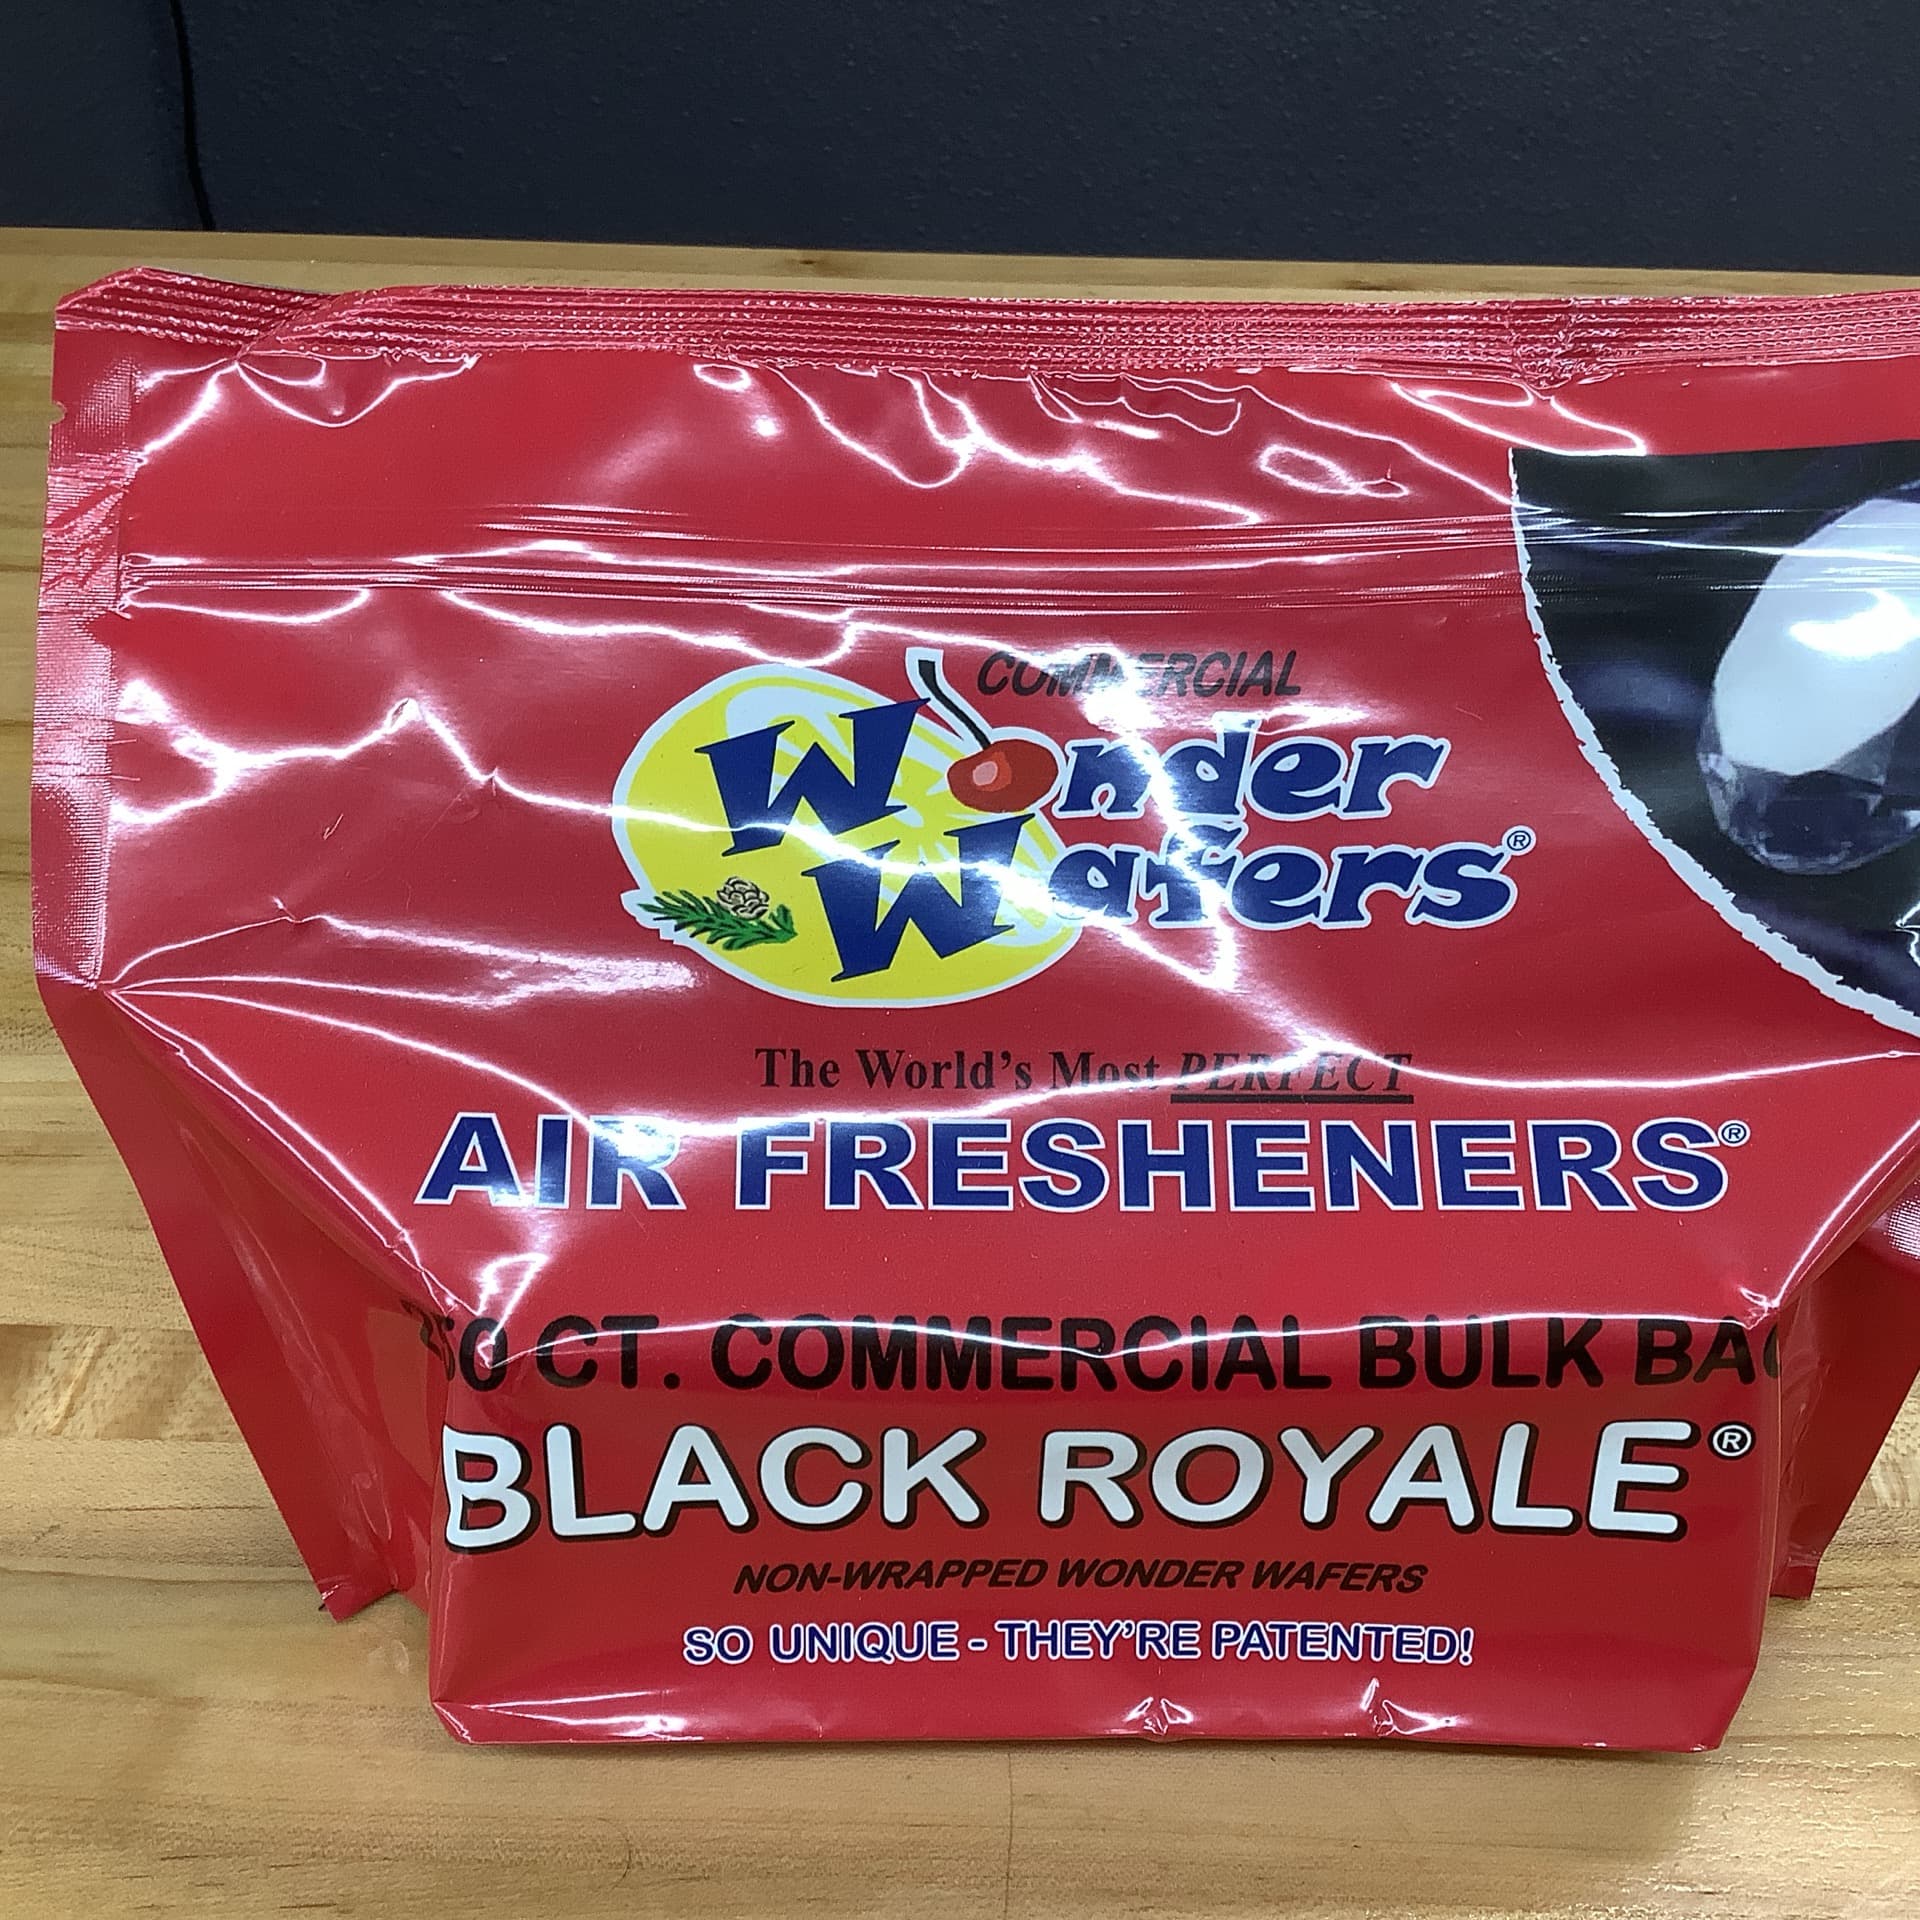 COMMERCIAL
Wonder
Wafers®
The World's Most PERFECT
AIR FRESHENERS®
CT. COMMERCIAL BULK
BLACK ROYALE®
NON-WRAPPED WONDER WAFERS
SO UNIQUE - THEY'RE PATENTED!